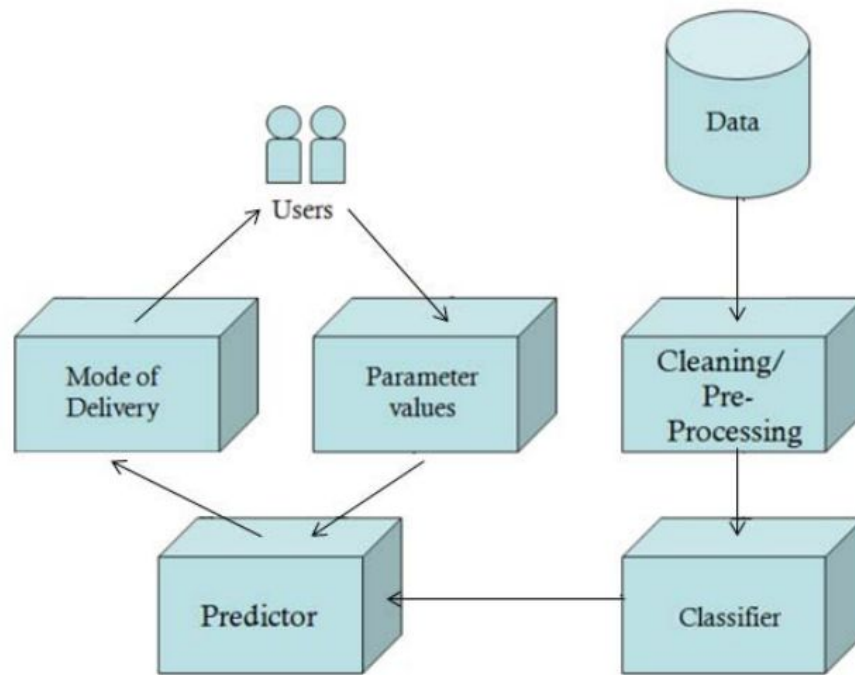 Data
Users
Mode of
Delivery
Parameter
values
Cleaning/
Pre-
Processing
Predictor
Classifier